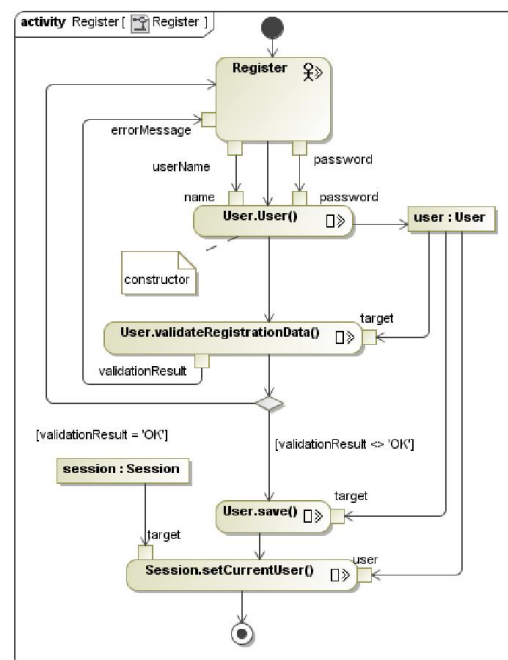 activity Register [ Register ]
Register
errorMessage
userName
password
name
password
User.User()
user : User
constructor
target
User.validateRegistrationData()
validationResult
[validationResult = 'OK']
[validationResult <> 'OK']
session : Session
target
User.save()
target
user
Session.setCurrentUser()